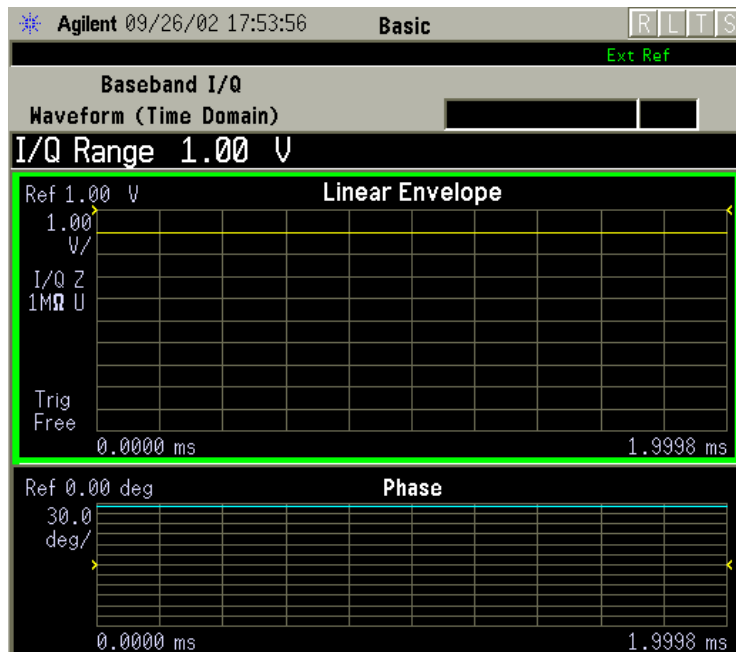 Agilent 09/26/02 17:53:56 Basic R L T S
Ext Ref
Baseband I/Q
Waveform (Time Domain)
I/Q Range 1.00 V
Ref 1.00 V Linear Envelope
1.00
V/
I/Q Z
1MΩ U
Trig
Free
0.0000 ms 1.9998 ms
Ref 0.00 deg Phase
30.0
deg/
0.0000 ms 1.9998 ms